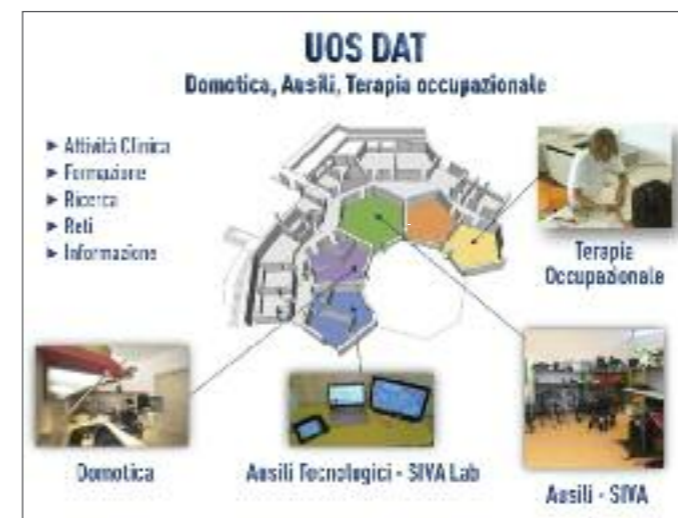 UOS DAT
Domotica, Ausili, Terapia occupazionale
► Attività Clinica
► Formazione
► Ricerca
► Reti
► Informazione
Terapia
Occupazionale
Domotica
Ausili Tecnologici - SIVA Lab
Ausili - SIVA